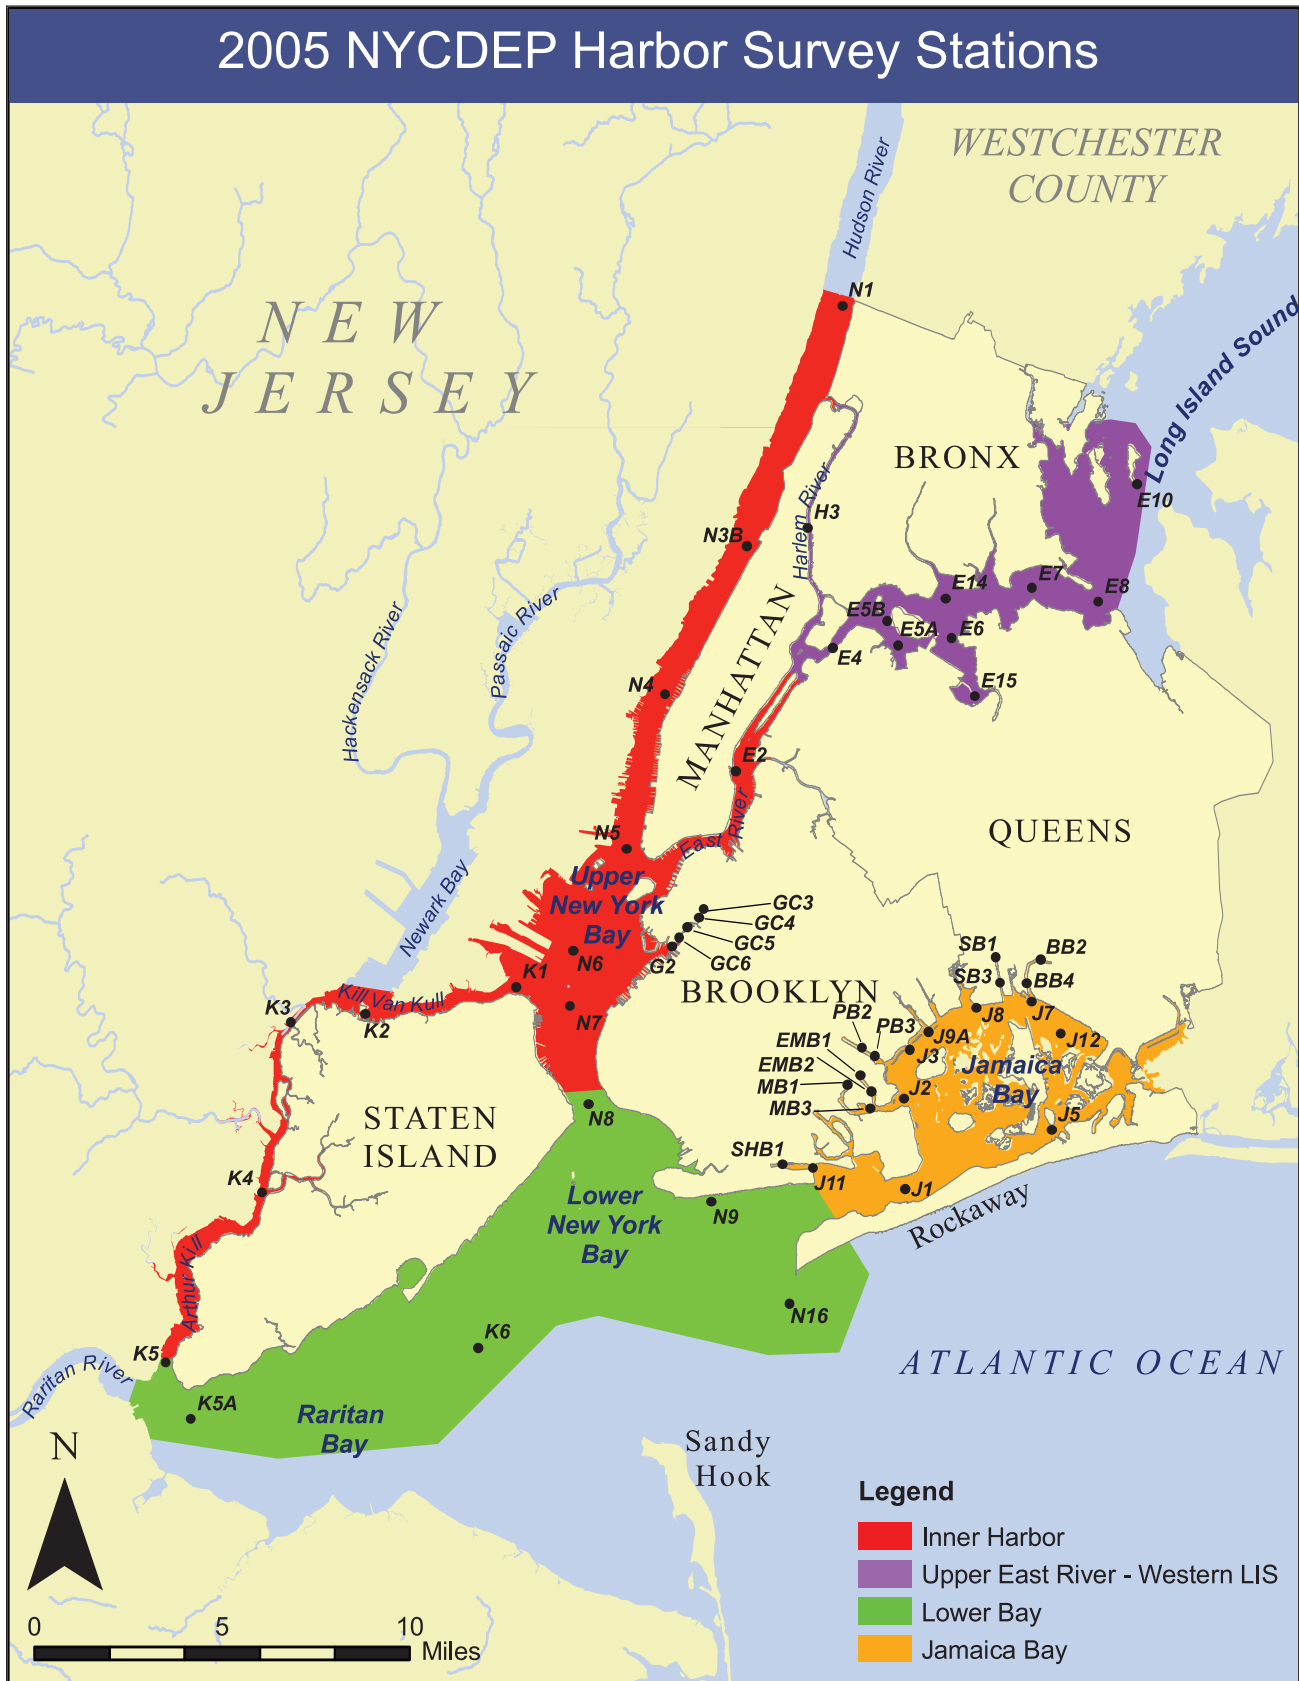 2005 NYCDEP Harbor Survey Stations
WESTCHESTER
COUNTY
Hudson River
N1
NEW
JERSEY
Long Island Sound
BRONX
E10
Harlem River
H3
N3B
E7
E14
E8
E5B
E5A
E6
E4
E15
MANHATTAN
Hackensack River
Passaic River
N4
E2
East River
QUEENS
N5
Upper
New York
Bay
Newark Bay
GC3
GC4
GC5
GC6
G2
N6
K1
BROOKLYN
SB1
BB2
SB3
BB4
K3
Kill Van Kull
K2
N7
PB2
PB3
J9A
J8
J7
J12
EMB1
J3
EMB2
Jamaica
Bay
MB1
J2
MB3
J5
N8
STATEN
ISLAND
SHB1
J11
J1
K4
Lower
New York
Bay
N9
Rockaway
Arthur Kill
N16
K6
K5
ATLANTIC OCEAN
Raritan River
K5A
Raritan
Bay
N
Sandy
Hook
Legend
Inner Harbor
Upper East River - Western LIS
Lower Bay
Jamaica Bay
0 5 10
Miles